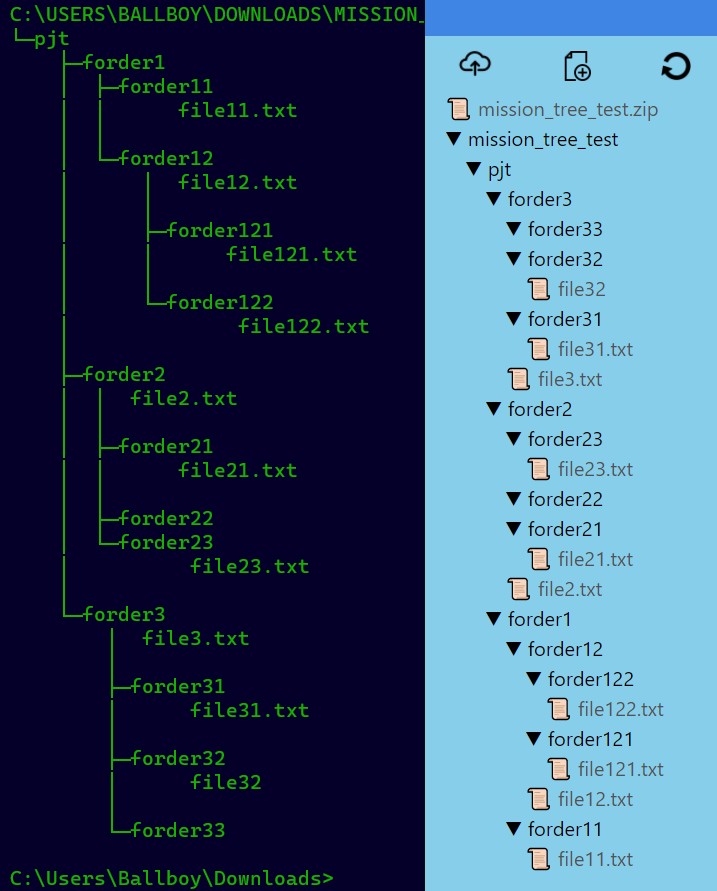 C:\USERS\BALLBOY\DOWNLOADS\MISSION_
pjt
forder1
forder11
file11.txt
forder12
file12.txt
forder121
file121.txt
forder122
file122.txt
forder2
file2.txt
forder21
file21.txt
forder22
forder23
file23.txt
forder3
file3.txt
forder31
file31.txt
forder32
file32
forder33
C:\Users\Ballboy\Downloads>
mission_tree_test.zip
mission_tree_test
pjt
forder3
forder33
forder32
file32
forder31
file31.txt
file3.txt
forder2
forder23
file23.txt
forder22
forder21
file21.txt
file2.txt
forder1
forder12
forder122
file122.txt
forder121
file121.txt
file12.txt
forder11
file11.txt